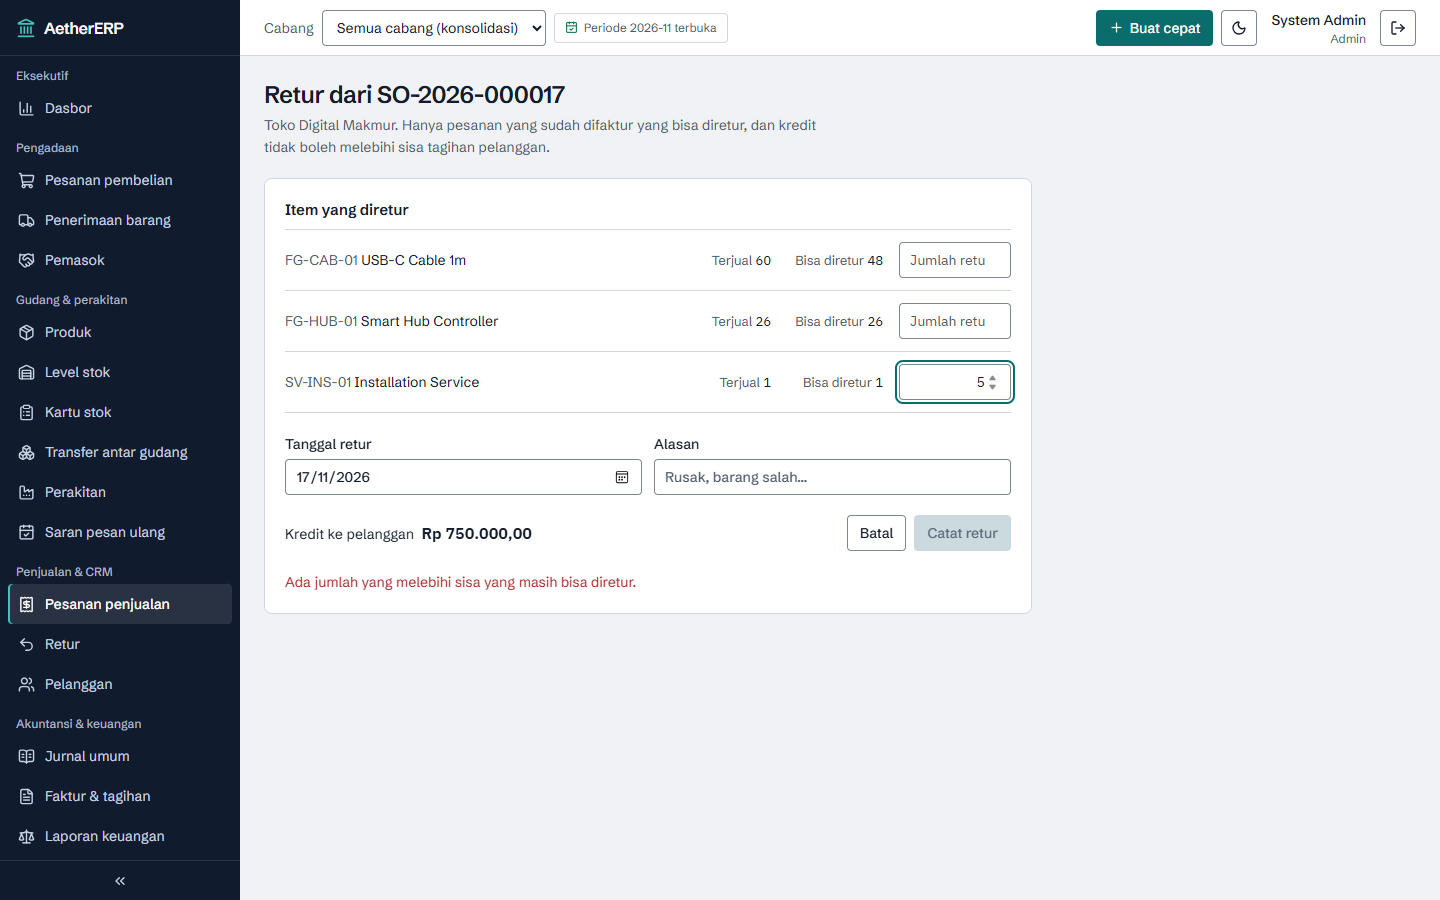 AetherERP
Cabang
Semua cabang (konsolidasi)
Periode 2026-11 terbuka
Buat cepat
System Admin
Admin
Eksekutif
Dasbor
Pengadaan
Pesanan pembelian
Penerimaan barang
Pemasok
Gudang & perakitan
Produk
Level stok
Kartu stok
Transfer antar gudang
Perakitan
Saran pesan ulang
Penjualan & CRM
Pesanan penjualan
Retur
Pelanggan
Akuntansi & keuangan
Jurnal umum
Faktur & tagihan
Laporan keuangan
Retur dari SO-2026-000017
Toko Digital Makmur. Hanya pesanan yang sudah difaktur yang bisa diretur, dan kredit
tidak boleh melebihi sisa tagihan pelanggan.
Item yang diretur
FG-CAB-01 USB-C Cable 1m Terjual 60 Bisa diretur 48 Jumlah retu
FG-HUB-01 Smart Hub Controller Terjual 26 Bisa diretur 26 Jumlah retu
SV-INS-01 Installation Service Terjual 1 Bisa diretur 1 5
Tanggal retur Alasan
17/11/2026 Rusak, barang salah...
Kredit ke pelanggan Rp 750.000,00 Batal Catat retur
Ada jumlah yang melebihi sisa yang masih bisa diretur.